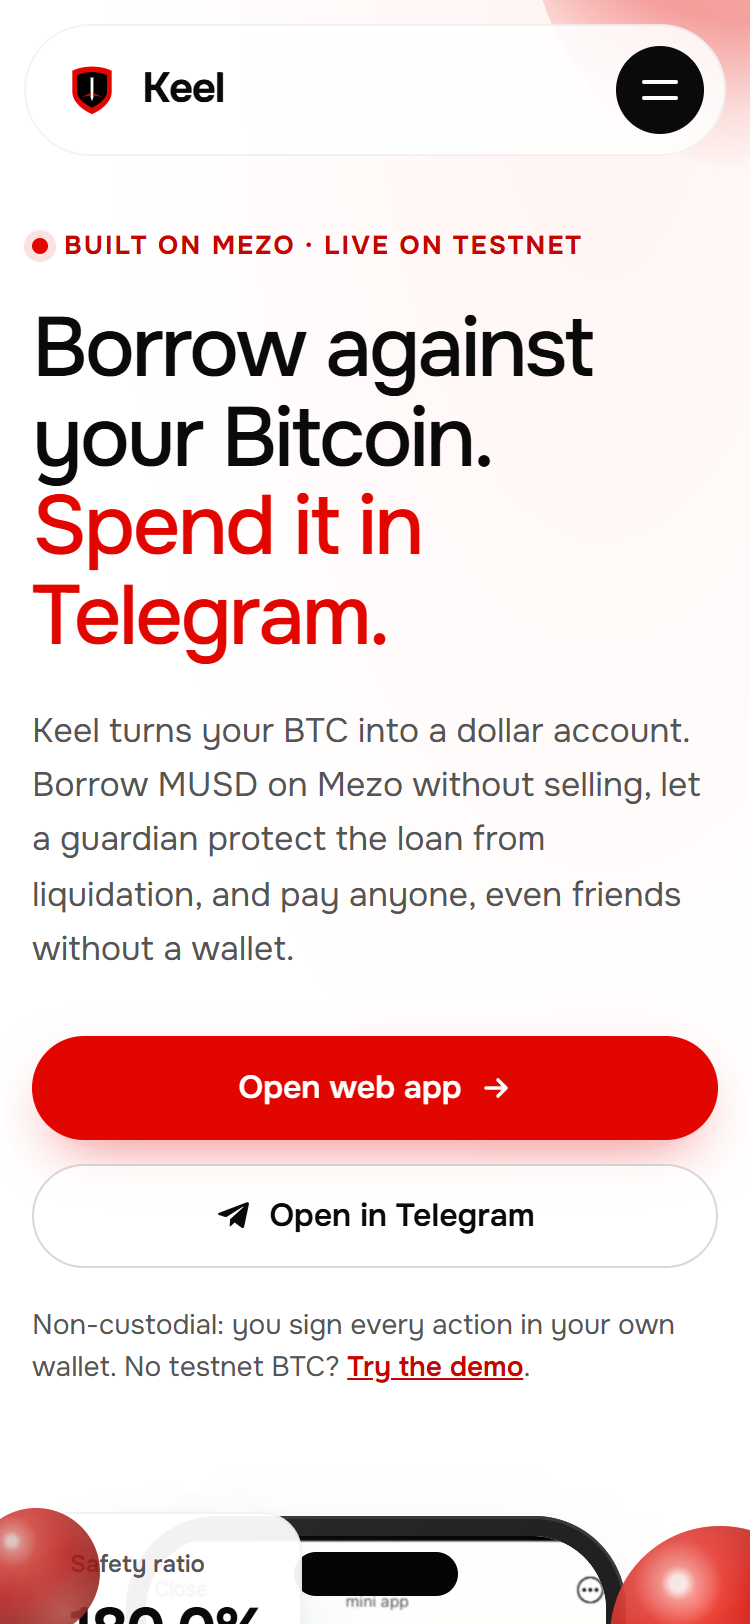 Keel
BUILT ON MEZO · LIVE ON TESTNET
Borrow against
your Bitcoin.
Spend it in
Telegram.
Keel turns your BTC into a dollar account.
Borrow MUSD on Mezo without selling, let
a guardian protect the loan from
liquidation, and pay anyone, even friends
without a wallet.
Open web app →
Open in Telegram
Non-custodial: you sign every action in your own
wallet. No testnet BTC? Try the demo.
Safety ratio
Close
mini app
180.0%